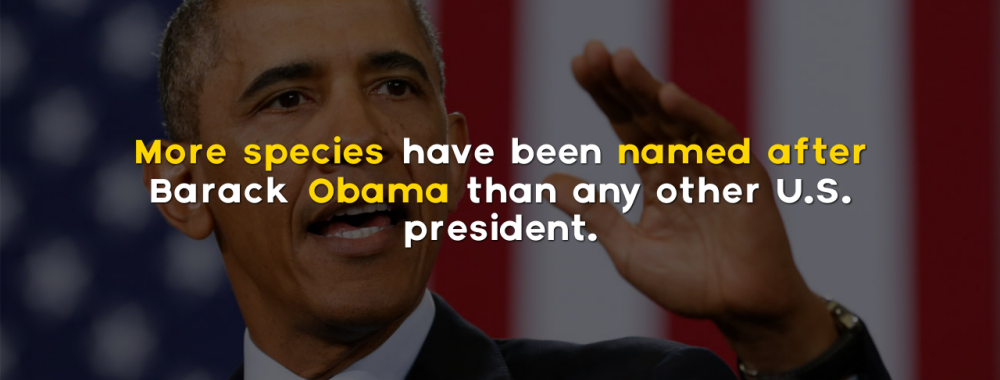 More species have been named after
Barack Obama than any other U.S.
president.